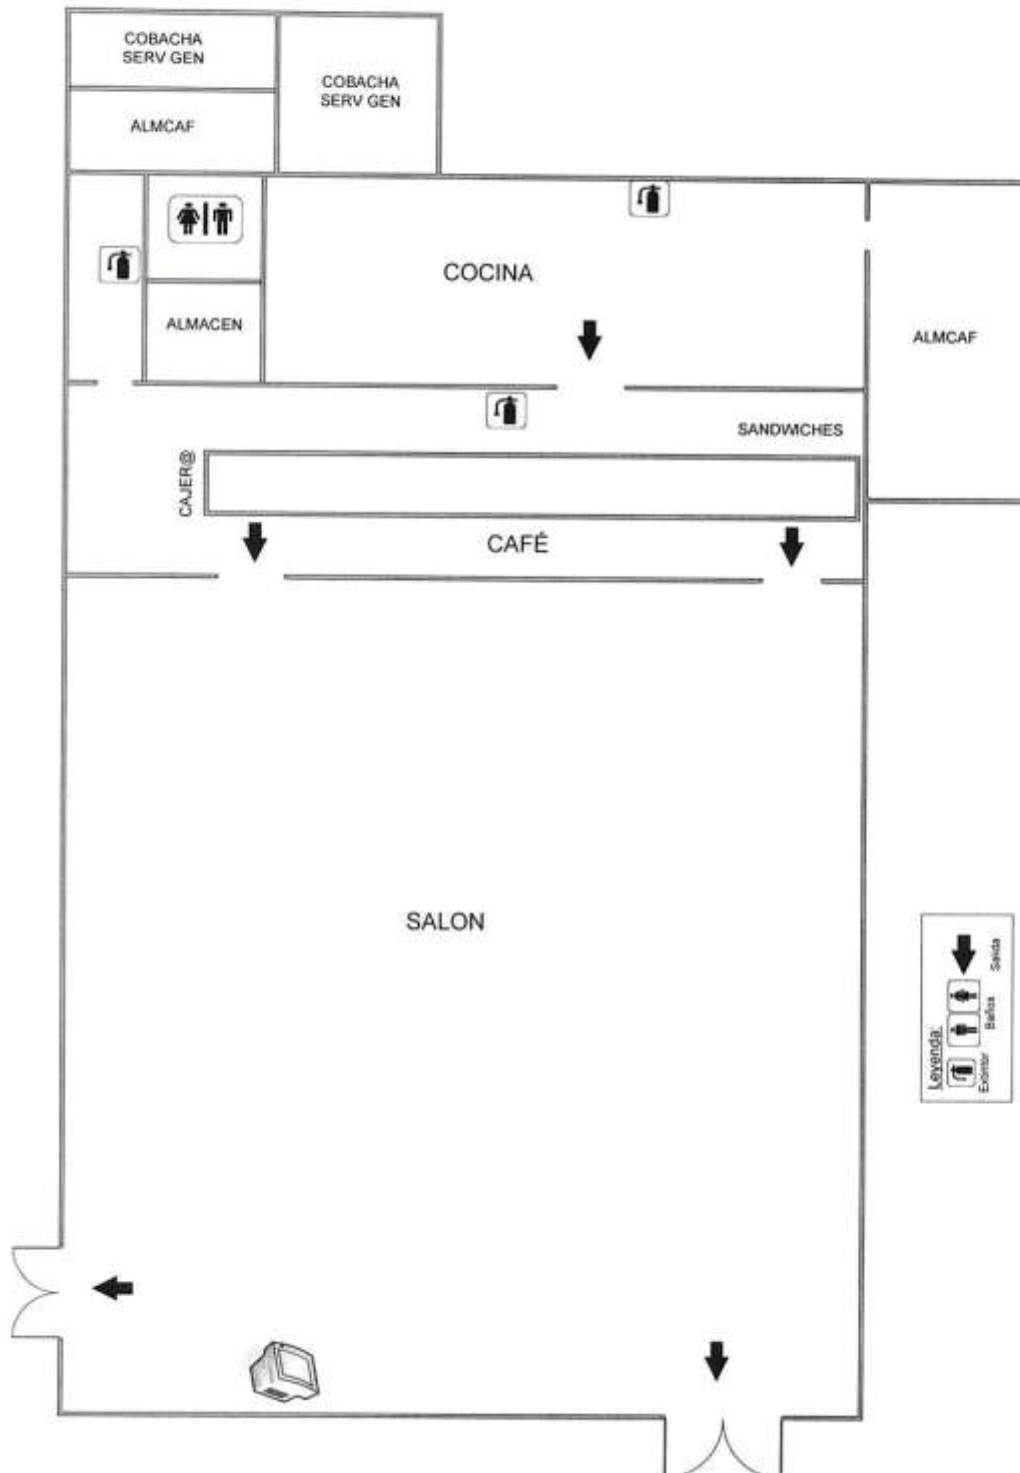 COBACHA
SERV GEN
COBACHA
SERV GEN
ALMCAF
COCINA
ALMACEN
ALMCAF
SANDWICHES
CAJER@
CAFÉ
SALON
Leyenda:
Extintor
Baños
Salida